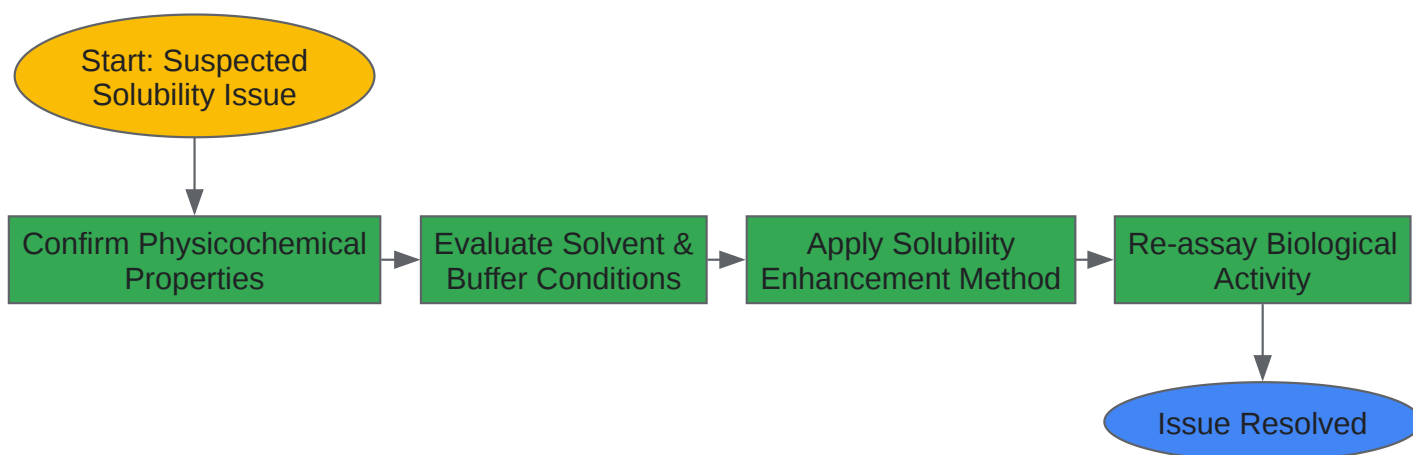 Start: Suspected
Solubility Issue
Confirm Physicochemical
Properties
Evaluate Solvent &
Buffer Conditions
Apply Solubility
Enhancement Method
Re-assay Biological
Activity
Issue Resolved